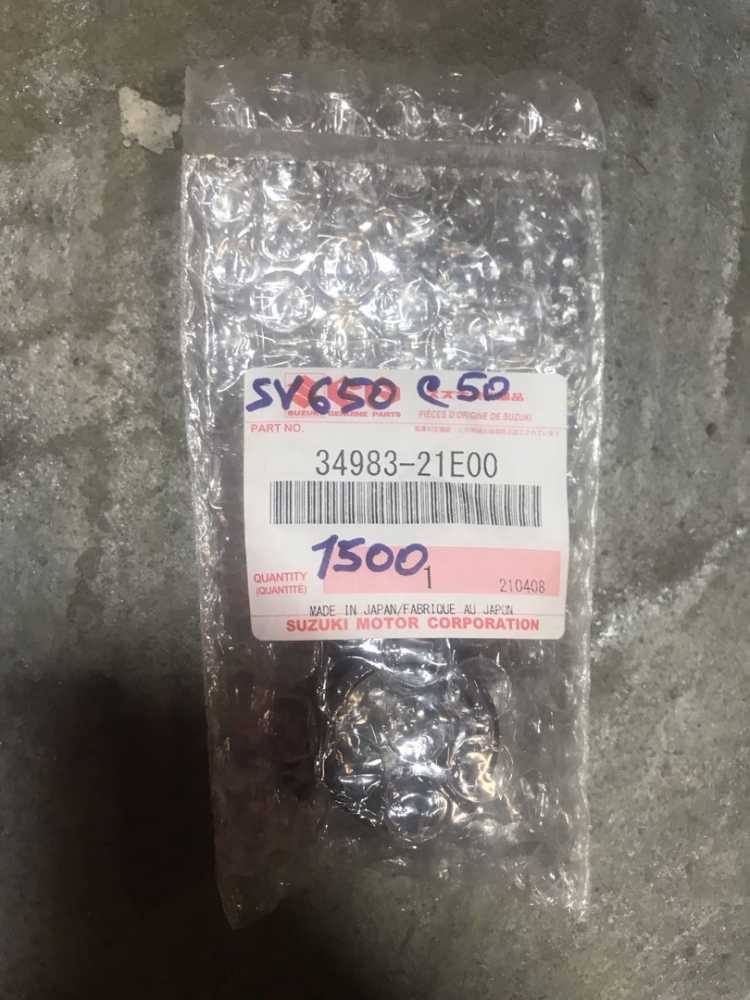 SV650 C50
SUZUKI GENUINE PARTS
PIÈCES D'ORIGINE DE SUZUKI
PART NO.
34983-21E00
1500
QUANTITY
(QUANTITÉ)
1
210408
MADE IN JAPAN/FABRIQUE AU JAPON
SUZUKI MOTOR CORPORATION